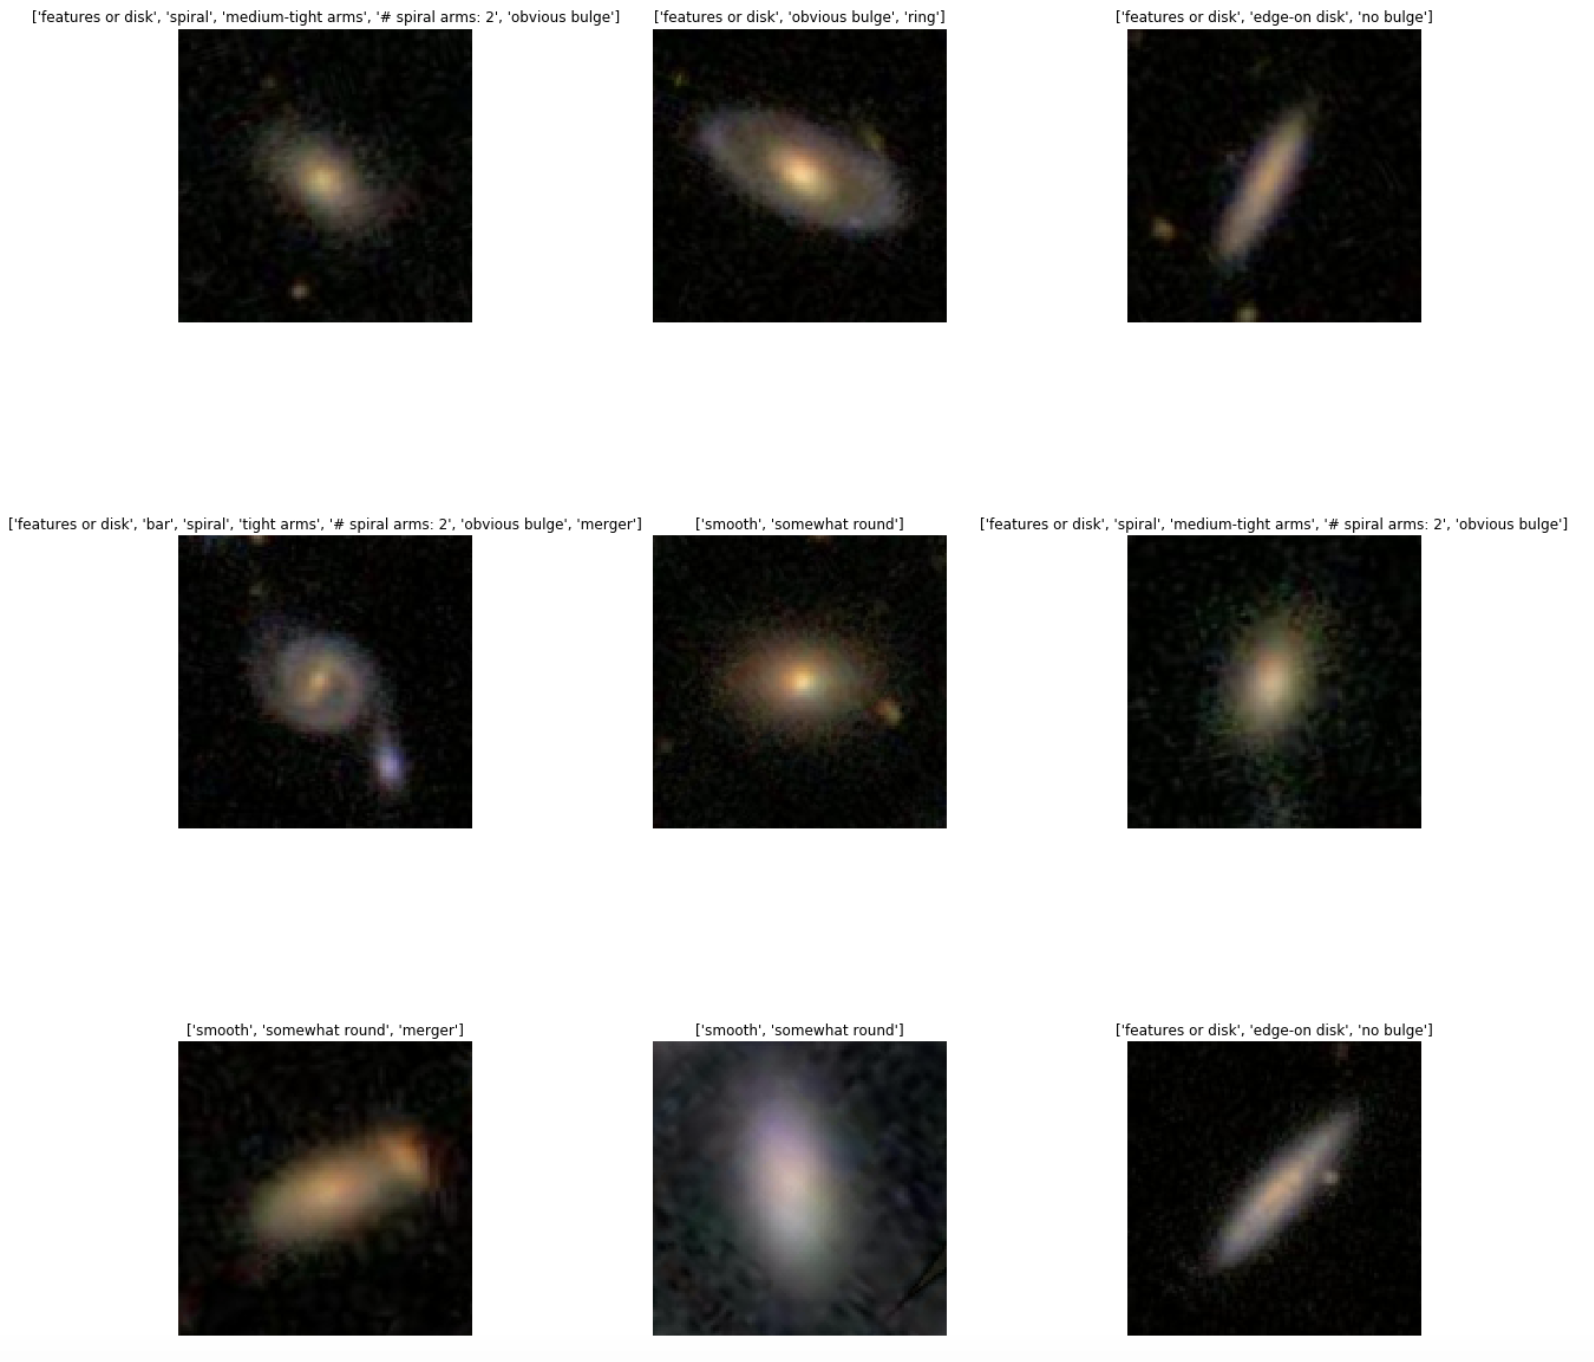 ['features or disk', 'spiral', 'medium-tight arms', '# spiral arms: 2', 'obvious bulge']
['features or disk', 'obvious bulge', 'ring']
['features or disk', 'edge-on disk', 'no bulge']
['features or disk', 'bar', 'spiral', 'tight arms', '# spiral arms: 2', 'obvious bulge', 'merger']
['smooth', 'somewhat round']
['features or disk', 'spiral', 'medium-tight arms', '# spiral arms: 2', 'obvious bulge']
['smooth', 'somewhat round', 'merger']
['smooth', 'somewhat round']
['features or disk', 'edge-on disk', 'no bulge']